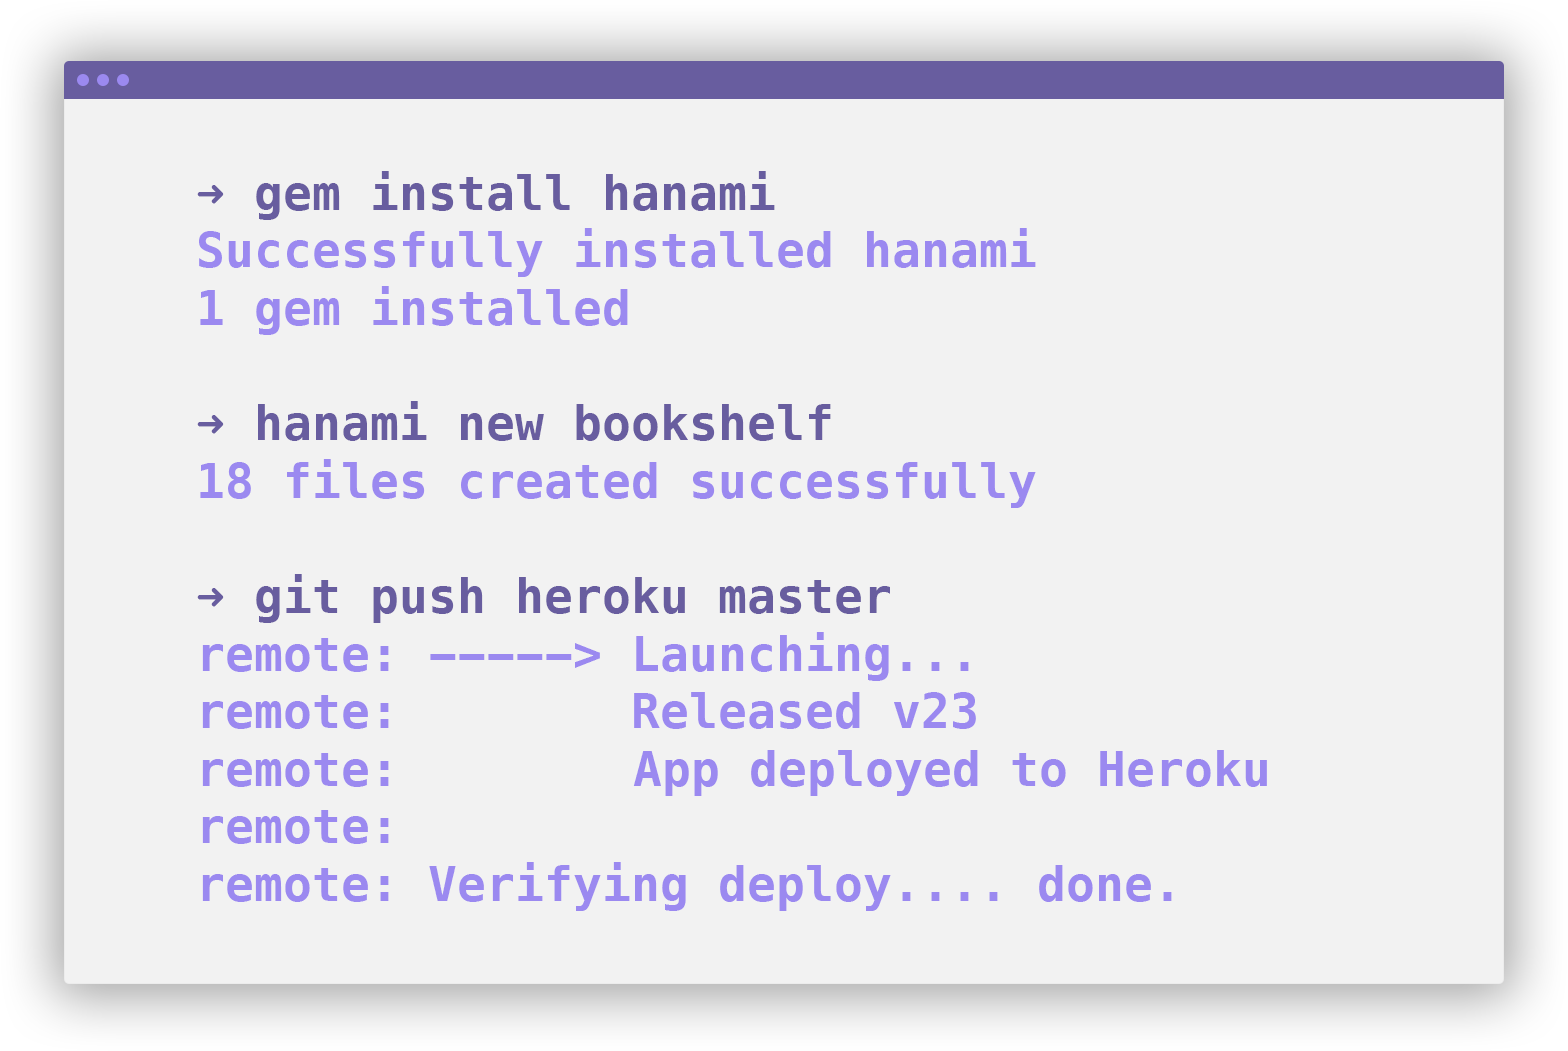 ➜ gem install hanami
Successfully installed hanami
1 gem installed
➜ hanami new bookshelf
18 files created successfully
➜ git push heroku master
remote: -----> Launching...
remote:        Released v23
remote:        App deployed to Heroku
remote:
remote: Verifying deploy.... done.